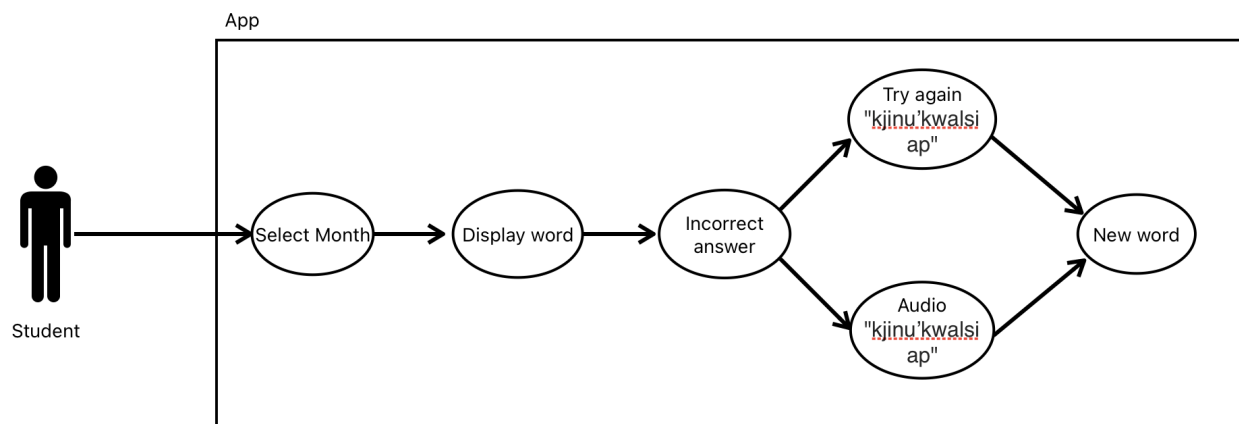 App
Student
Select Month
Display word
Incorrect
answer
Try again
"kjinu’kwalsi
ap"
Audio
"kjinu’kwalsi
ap"
New word